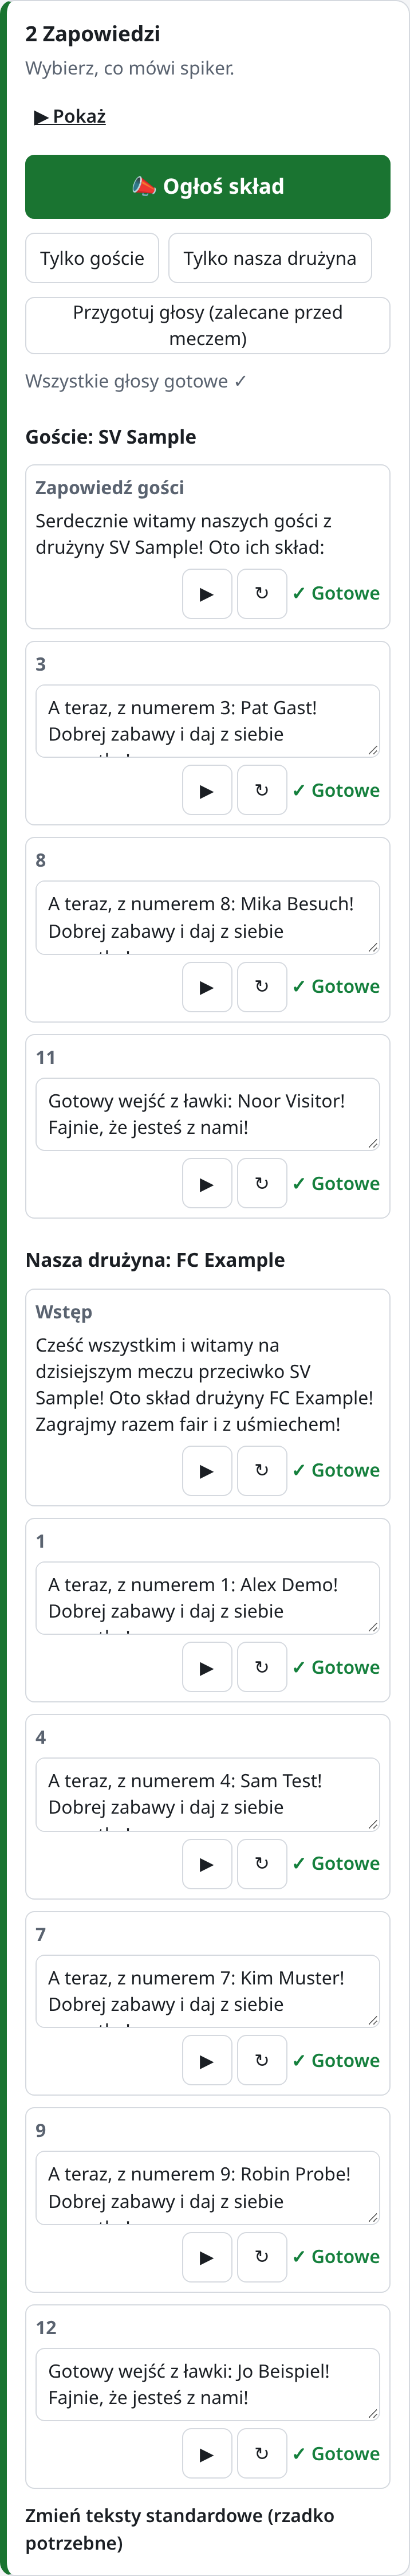 2 Zapowiedzi
Wybierz, co mówi spiker.
▶ Pokaż
📣 Ogłoś skład
Tylko goście
Tylko nasza drużyna
Przygotuj głosy (zalecane przed
meczem)
Wszystkie głosy gotowe ✓
Goście: SV Sample
Zapowiedź gości
Serdecznie witamy naszych gości z
drużyny SV Sample! Oto ich skład:
▶ ↻ ✓ Gotowe
3
A teraz, z numerem 3: Pat Gast!
Dobrej zabawy i daj z siebie
▶ ↻ ✓ Gotowe
8
A teraz, z numerem 8: Mika Besuch!
Dobrej zabawy i daj z siebie
▶ ↻ ✓ Gotowe
11
Gotowy wejść z ławki: Noor Visitor!
Fajnie, że jesteś z nami!
▶ ↻ ✓ Gotowe
Nasza drużyna: FC Example
Wstęp
Cześć wszystkim i witamy na
dzisiejszym meczu przeciwko SV
Sample! Oto skład drużyny FC Example!
Zagrajmy razem fair i z uśmiechem!
▶ ↻ ✓ Gotowe
1
A teraz, z numerem 1: Alex Demo!
Dobrej zabawy i daj z siebie
▶ ↻ ✓ Gotowe
4
A teraz, z numerem 4: Sam Test!
Dobrej zabawy i daj z siebie
▶ ↻ ✓ Gotowe
7
A teraz, z numerem 7: Kim Muster!
Dobrej zabawy i daj z siebie
▶ ↻ ✓ Gotowe
9
A teraz, z numerem 9: Robin Probe!
Dobrej zabawy i daj z siebie
▶ ↻ ✓ Gotowe
12
Gotowy wejść z ławki: Jo Beispiel!
Fajnie, że jesteś z nami!
▶ ↻ ✓ Gotowe
Zmień teksty standardowe (rzadko
potrzebne)